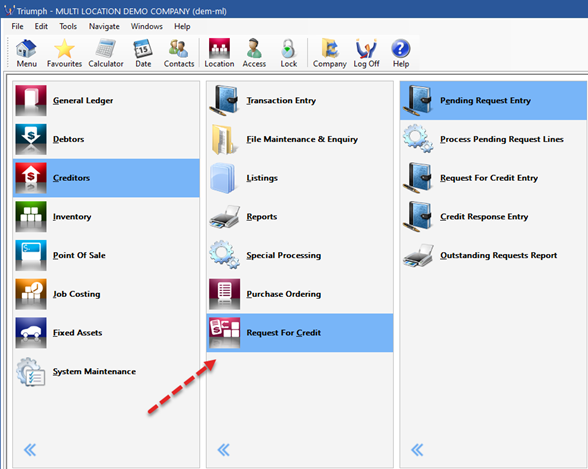 Triumph - MULTI LOCATION DEMO COMPANY (dem-ml)
File Edit Tools Navigate Windows Help
Menu Favourites Calculator Date Contacts Location Access Lock Company Log Off Help
General Ledger
Debtors
Creditors
Inventory
Point Of Sale
Job Costing
Fixed Assets
System Maintenance
Transaction Entry
File Maintenance & Enquiry
Listings
Reports
Special Processing
Purchase Ordering
Request For Credit
Pending Request Entry
Process Pending Request Lines
Request For Credit Entry
Credit Response Entry
Outstanding Requests Report